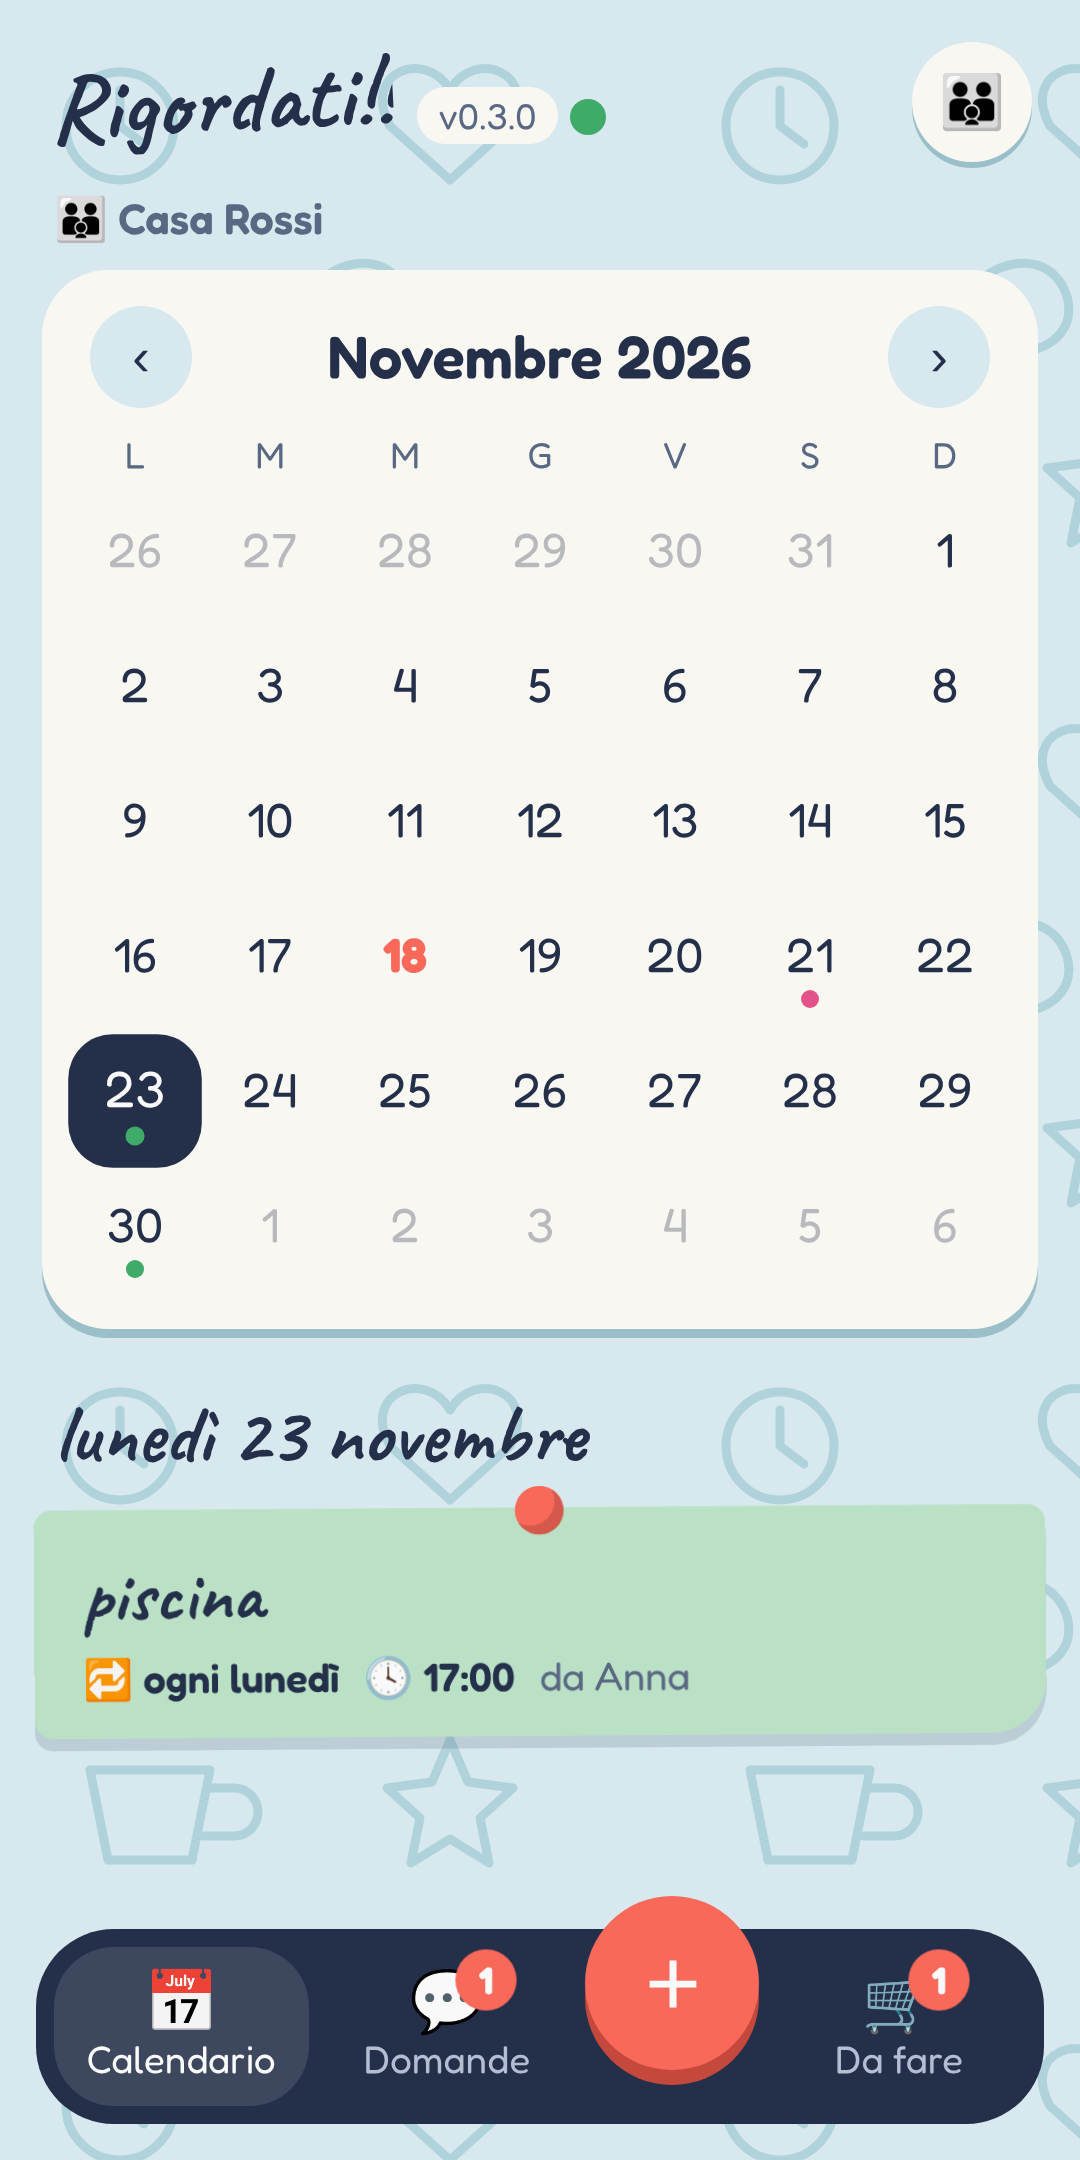 Rigordati!! v0.3.0
Casa Rossi
‹ Novembre 2026 ›
L M M G V S D
26 27 28 29 30 31 1
2 3 4 5 6 7 8
9 10 11 12 13 14 15
16 17 18 19 20 21 22
23 24 25 26 27 28 29
30 1 2 3 4 5 6
lunedì 23 novembre
piscina
ogni lunedì 17:00 da Anna
July 1 + 1
17
Calendario Domande Da fare